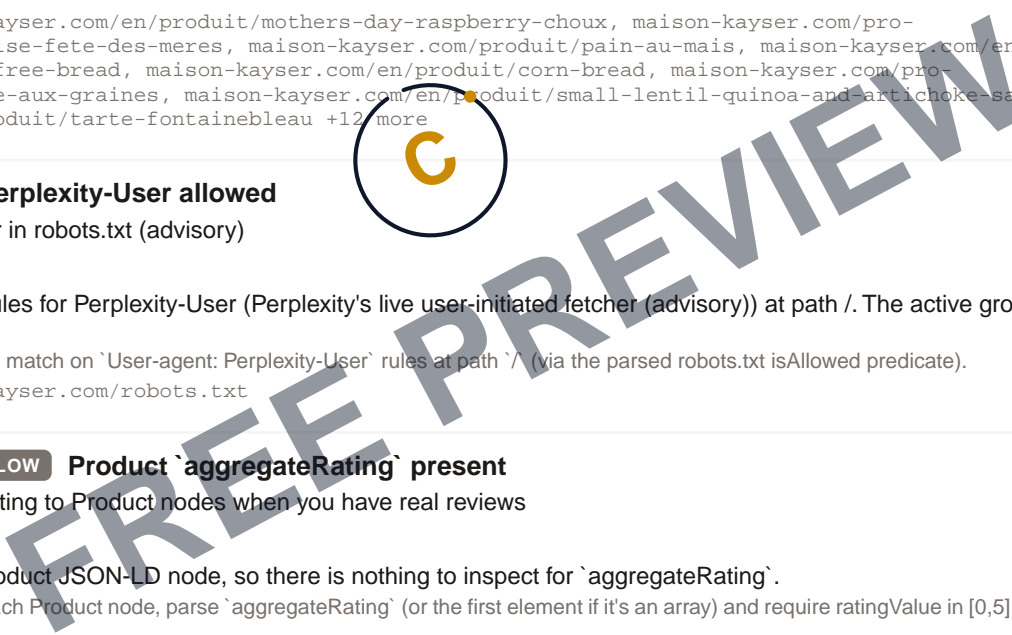 ayser.com/en/produit/mothers-day-raspberry-choux, maison-kayser.com/pro-
ise-fete-des-meres, maison-kayser.com/produit/pain-au-mais, maison-kayser.com/en
free-bread, maison-kayser.com/en/produit/corn-bread, maison-kayser.com/pro-
e-aux-graines, maison-kayser.com/en/produit/small-lentil-quinoa-and-artichoke-sa
oduit/tarte-fontainebleau +12 more
C
erplexity-User allowed
r in robots.txt (advisory)
ules for Perplexity-User (Perplexity's live user-initiated fetcher (advisory)) at path /. The active gro
match on `User-agent: Perplexity-User` rules at path `/` (via the parsed robots.txt isAllowed predicate).
ayser.com/robots.txt
LOW Product `aggregateRating` present
ting to Product nodes when you have real reviews
oduct JSON-LD node, so there is nothing to inspect for `aggregateRating`.
ch Product node, parse `aggregateRating` (or the first element if it's an array) and require ratingValue in [0,5]
FREE PREVIEW